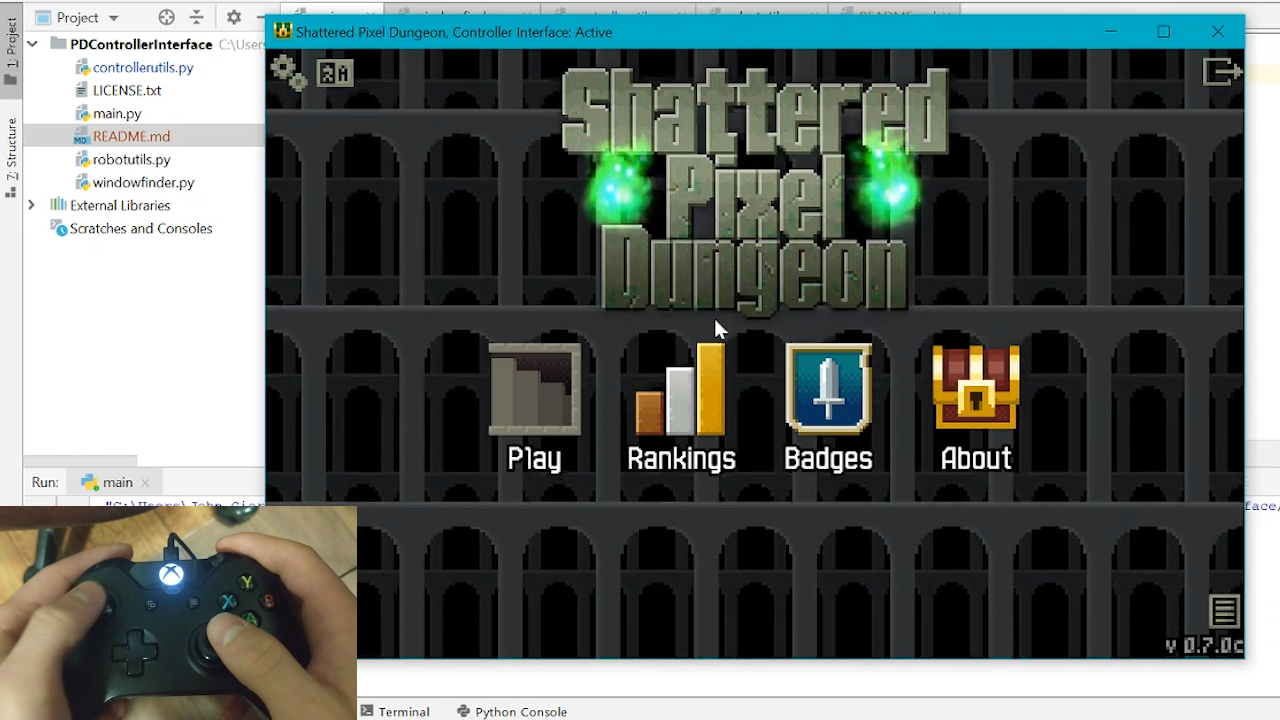 Project
Shattered Pixel Dungeon, Controller Interface: Active
1: Project
PDControllerInterface C:\Users
controllerutils.py
LICENSE.txt
main.py
README.md
robotutils.py
windowfinder.py
External Libraries
Scratches and Consoles
7: Structure
Shattered
Pixel
Dungeon
Play
Rankings
Badges
About
v 0.7.0c
Run:
main
Y
X
B
A
Terminal
Python Console